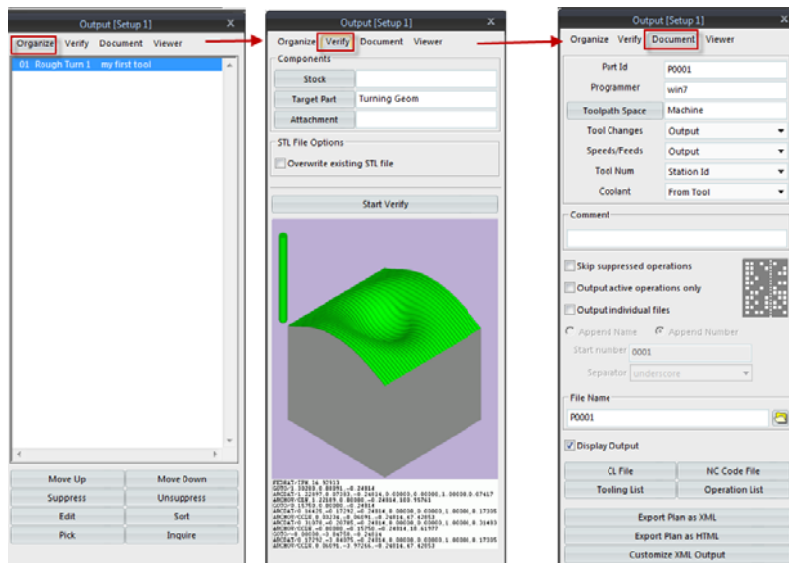 Output [Setup 1] X
Organize Verify Document Viewer
01 Rough Turn 1 my first tool
Move Up Move Down
Suppress Unsuppress
Edit Sort
Pick Inquire
Output [Setup 1] X
Organize Verify Document Viewer
Components
Stock
Target Part Turning Geom
Attachment
STL File Options
Overwrite existing STL file
Start Verify
Output [Setup 1] X
Organize Verify Document Viewer
Part Id P0001
Programmer win7
Toolpath Space Machine
Tool Changes Output
Speeds/Feeds Output
Tool Num Station Id
Coolant From Tool
Comment
Skip suppressed operations
Output active operations only
Output individual files
Append Name Append Number
Start number 0001
Separator underscore
File Name
P0001
Display Output
CL File NC Code File
Tooling List Operation List
Export Plan as XML
Export Plan as HTML
Customize XML Output